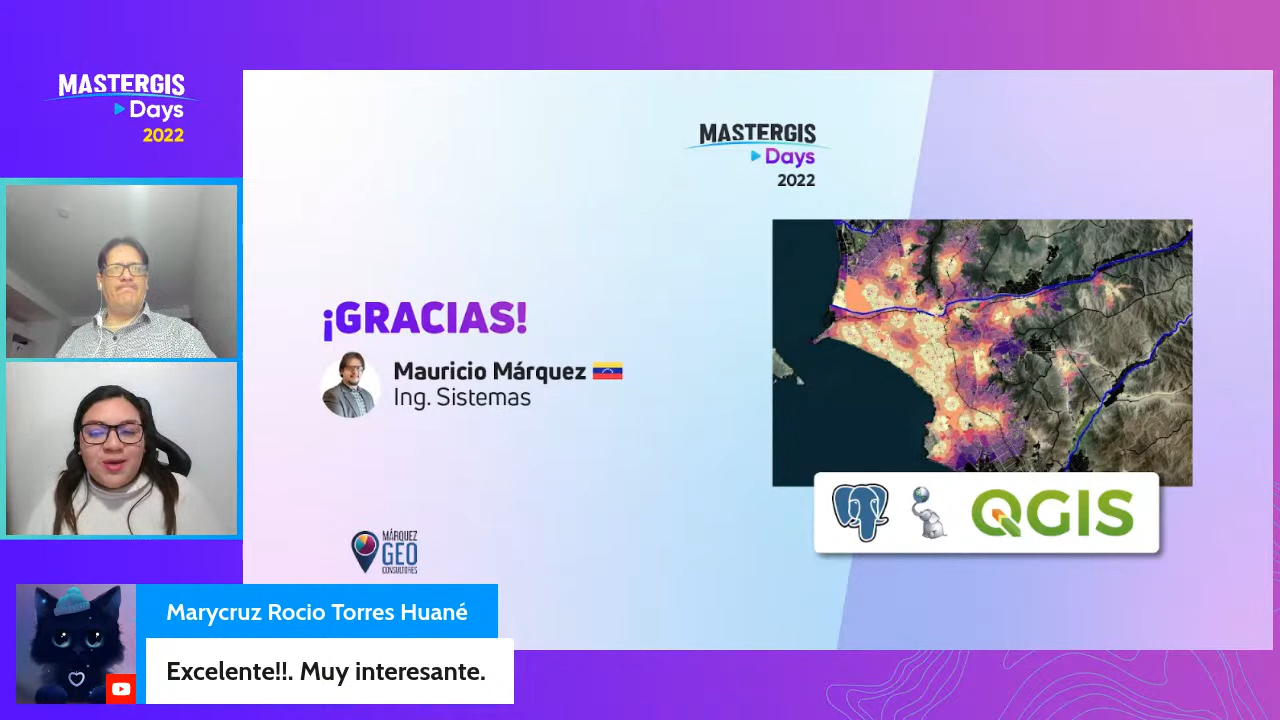 MASTERGIS
Days
2022
MASTERGIS
Days
2022
¡GRACIAS!
Mauricio Márquez
Ing. Sistemas
QGIS
MÁRQUEZ
GEO
CONSULTORES
Marycruz Rocio Torres Huané
Excelente!!. Muy interesante.